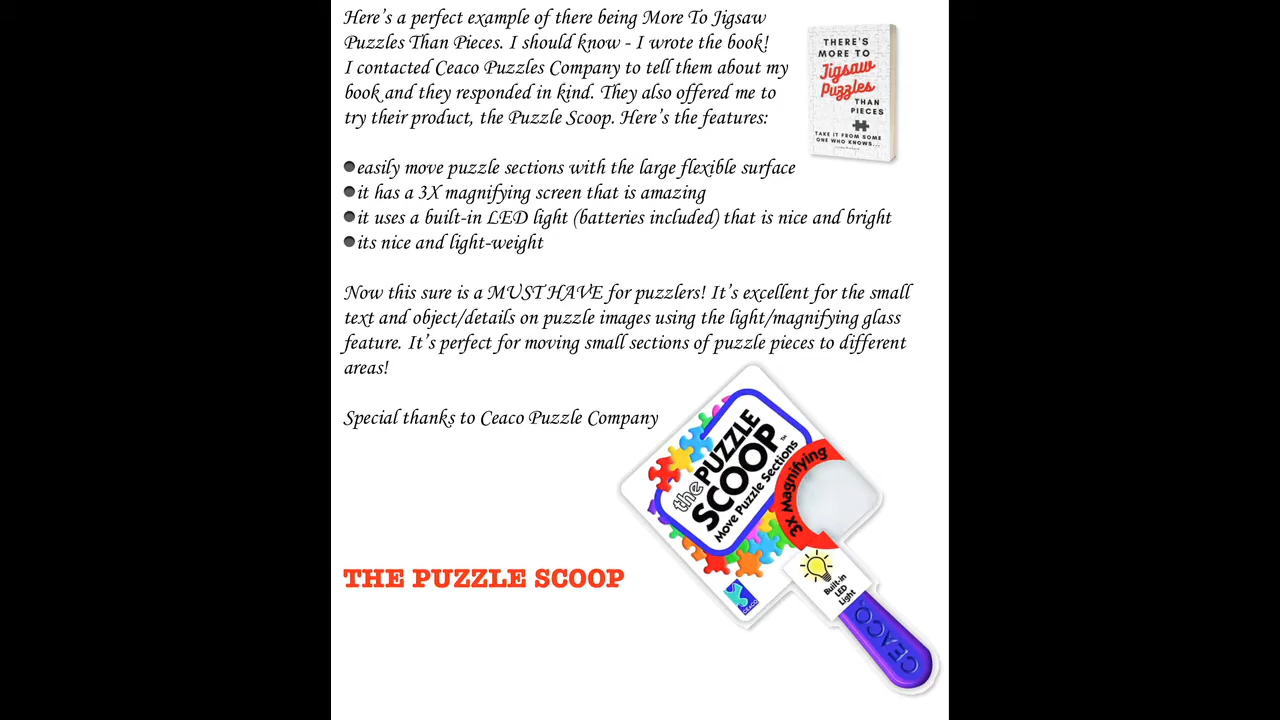 Here's a perfect example of there being More To Jigsaw
Puzzles Than Pieces. I should know - I wrote the book!
I contacted Ceaco Puzzles Company to tell them about my
book and they responded in kind. They also offered me to
try their product, the Puzzle Scoop. Here's the features:
THERE'S
MORE TO
Jigsaw
Puzzles
THAN
PIECES
TAKE IT FROM SOME
ONE WHO KNOWS...
easily move puzzle sections with the large flexible surface
it has a 3X magnifying screen that is amazing
it uses a built-in LED light (batteries included) that is nice and bright
its nice and light-weight
Now this sure is a MUST HAVE for puzzlers! It's excellent for the small
text and object/details on puzzle images using the light/magnifying glass
feature. It's perfect for moving small sections of puzzle pieces to different
areas!
Special thanks to Ceaco Puzzle Company
the PUZZLE
SCOOP™
Move Puzzle Sections
3X Magnifying
Built-in
LED
Light
CEACO
CEACO
THE PUZZLE SCOOP